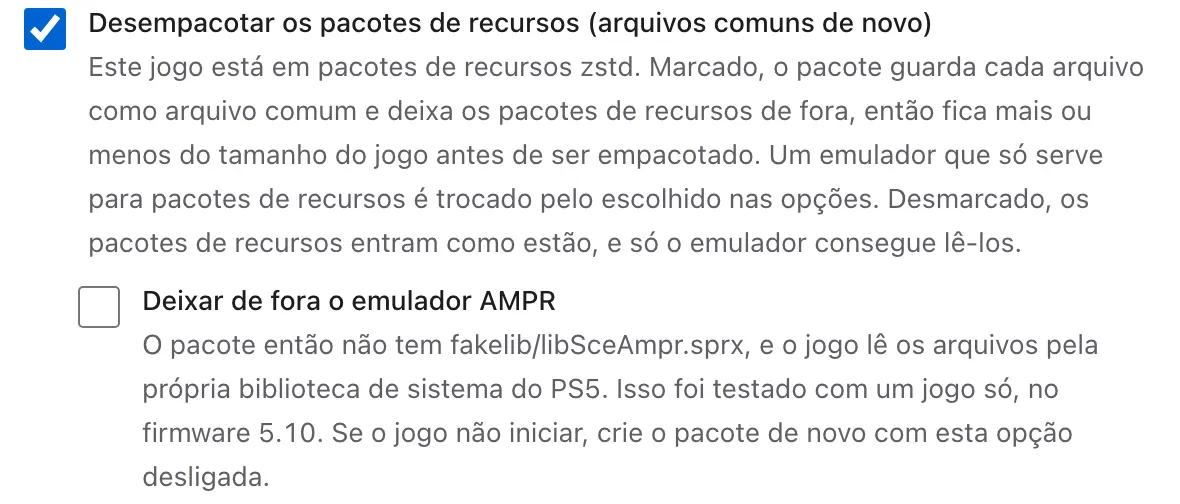 Desempacotar os pacotes de recursos (arquivos comuns de novo)
Este jogo está em pacotes de recursos zstd. Marcado, o pacote guarda cada arquivo
como arquivo comum e deixa os pacotes de recursos de fora, então fica mais ou
menos do tamanho do jogo antes de ser empacotado. Um emulador que só serve
para pacotes de recursos é trocado pelo escolhido nas opções. Desmarcado, os
pacotes de recursos entram como estão, e só o emulador consegue lê-los.
Deixar de fora o emulador AMPR
O pacote então não tem fakelib/libSceAmpr.sprx, e o jogo lê os arquivos pela
própria biblioteca de sistema do PS5. Isso foi testado com um jogo só, no
firmware 5.10. Se o jogo não iniciar, crie o pacote de novo com esta opção
desligada.